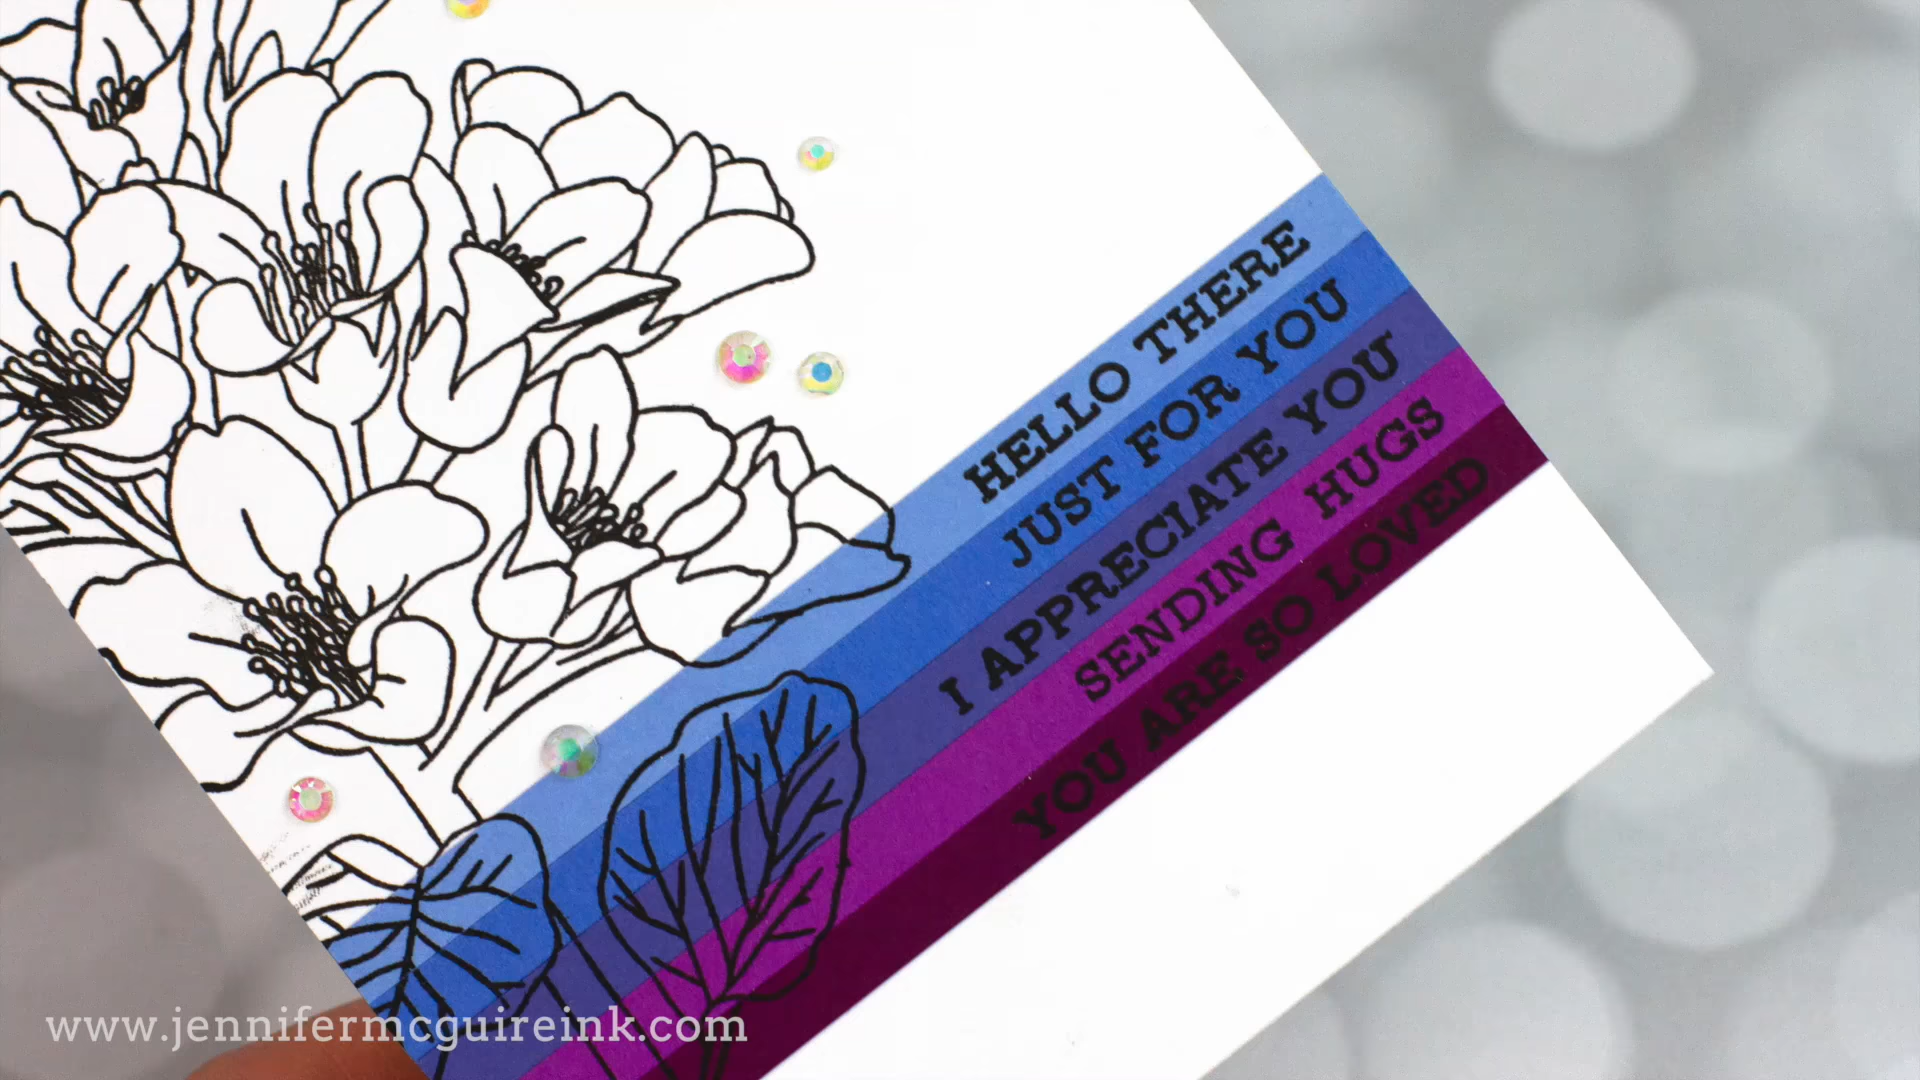 HELLO THERE
JUST FOR YOU
I APPRECIATE YOU
SENDING HUGS
YOU ARE SO LOVED
www.jennifermcguireink.com